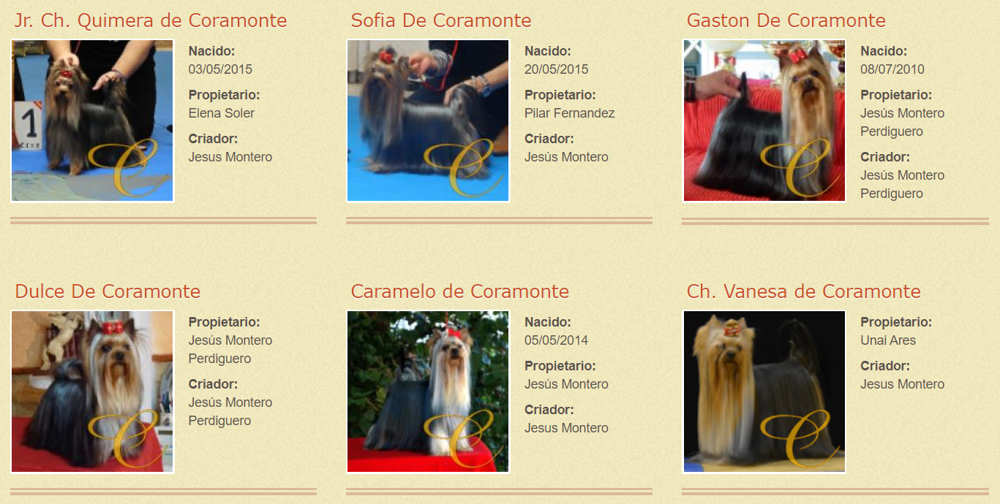 Jr. Ch. Quimera de Coramonte
Nacido:
03/05/2015
Propietario:
Elena Soler
Criador:
Jesus Montero
1
C
Sofia De Coramonte
Nacido:
20/05/2015
Propietario:
Pilar Fernandez
Criador:
Jesús Montero
C
Gaston De Coramonte
Nacido:
08/07/2010
Propietario:
Jesús Montero
Perdiguero
Criador:
Jesús Montero
Perdiguero
C
Dulce De Coramonte
Propietario:
Jesús Montero
Perdiguero
Criador:
Jesús Montero
Perdiguero
C
Caramelo de Coramonte
Nacido:
05/05/2014
Propietario:
Jesús Montero
Criador:
Jesus Montero
C
Ch. Vanesa de Coramonte
Propietario:
Unai Ares
Criador:
Jesus Montero
C